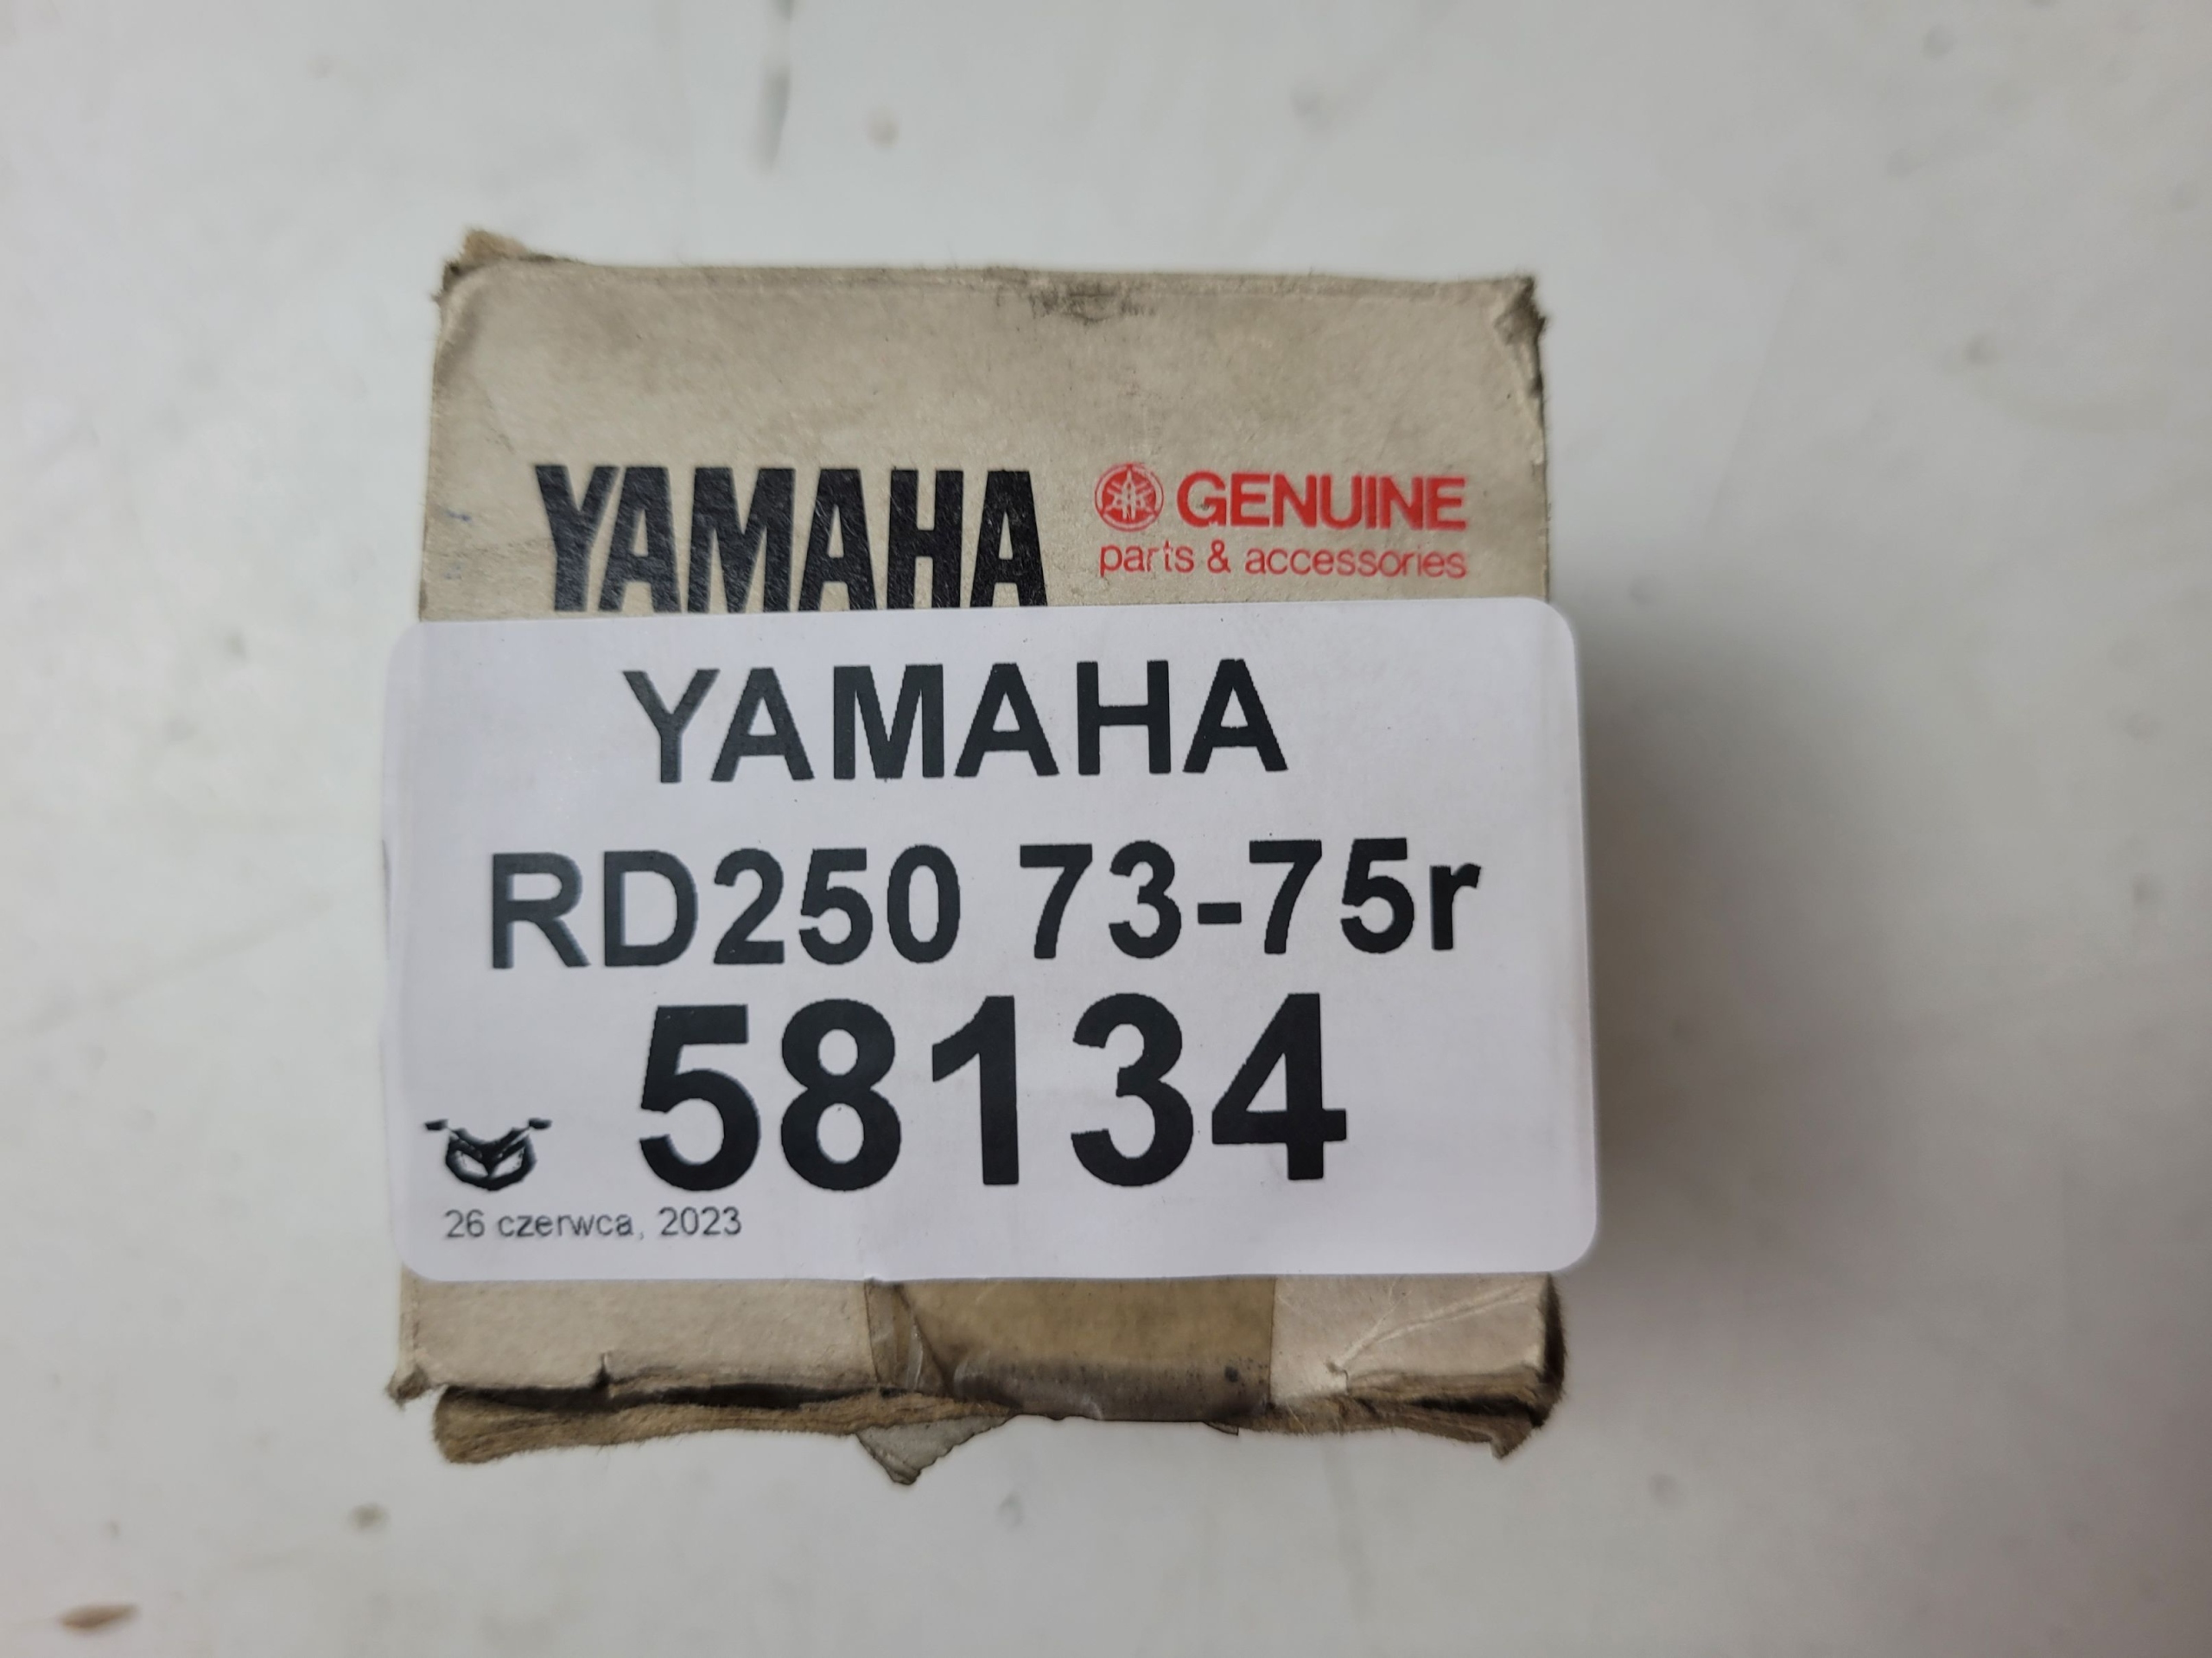 YAMAHA GENUINE
parts & accessories
YAMAHA
RD250 73-75r
58134
26 czerwca, 2023